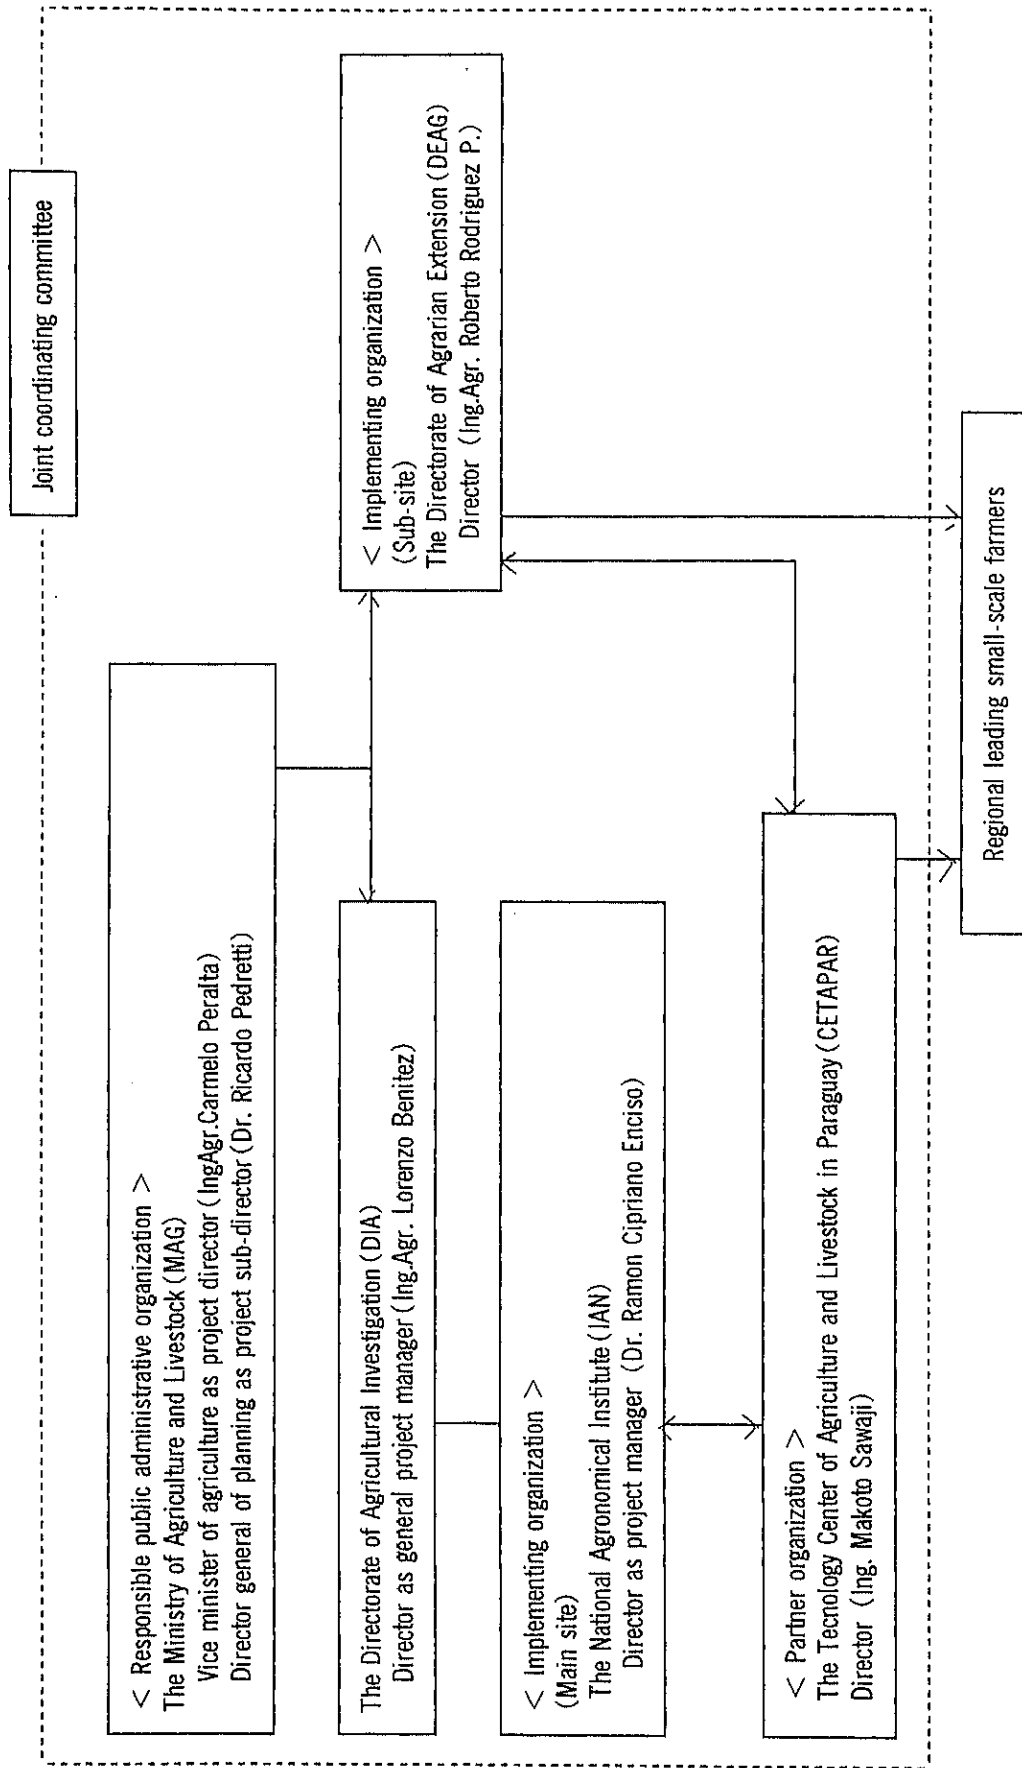 Joint coordinating committee
< Responsible public administrative organization >
The Ministry of Agriculture and Livestock (MAG)
Vice minister of agriculture as project director (IngAgr.Carmelo Peralta)
Director general of planning as project sub-director (Dr. Ricardo Pedretti)
The Directorate of Agricultural Investigation (DIA)
Director as general project manager (Ing.Agr. Lorenzo Benitez)
< Implementing organization >
(Sub-site)
The Directorate of Agrarian Extension (DEAG)
Director (Ing.Agr. Roberto Rodriguez P.)
< Implementing organization >
(Main site)
The National Agronomical Institute (IAN)
Director as project manager (Dr. Ramon Cipriano Enciso)
< Partner organization >
The Tecnology Center of Agriculture and Livestock in Paraguay (CETAPAR)
Director (Ing. Makoto Sawaji)
Regional leading small-scale farmers